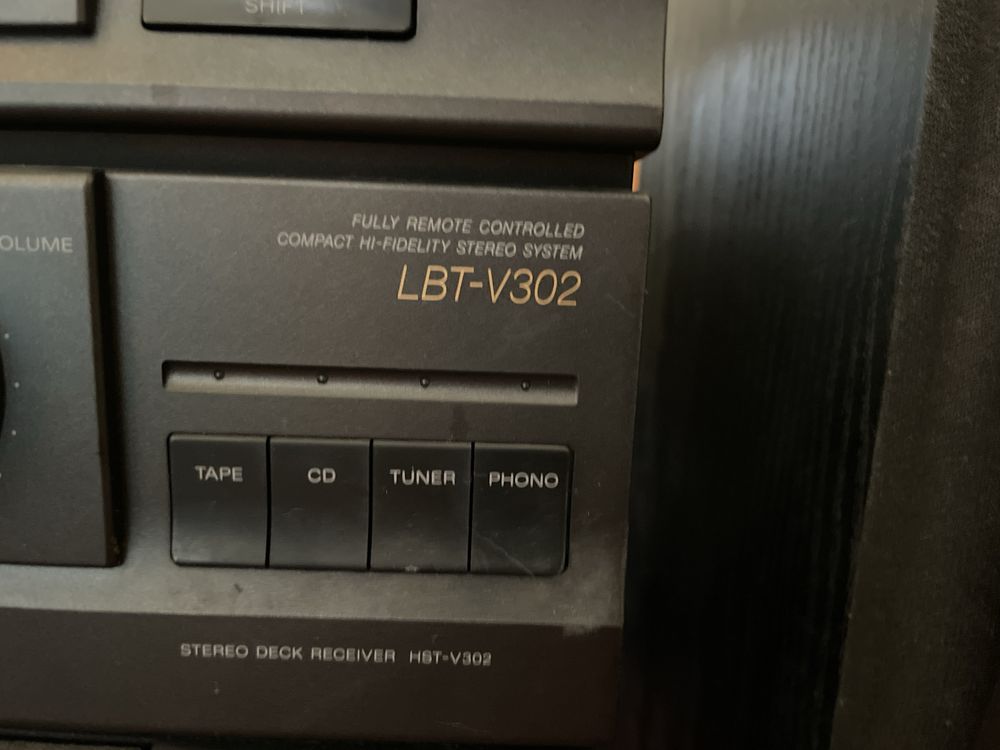 SHIFT
OLUME
FULLY REMOTE CONTROLLED
COMPACT HI-FIDELITY STEREO SYSTEM
LBT-V302
TAPE CD TUNER PHONO
STEREO DECK RECEIVER HST-V302